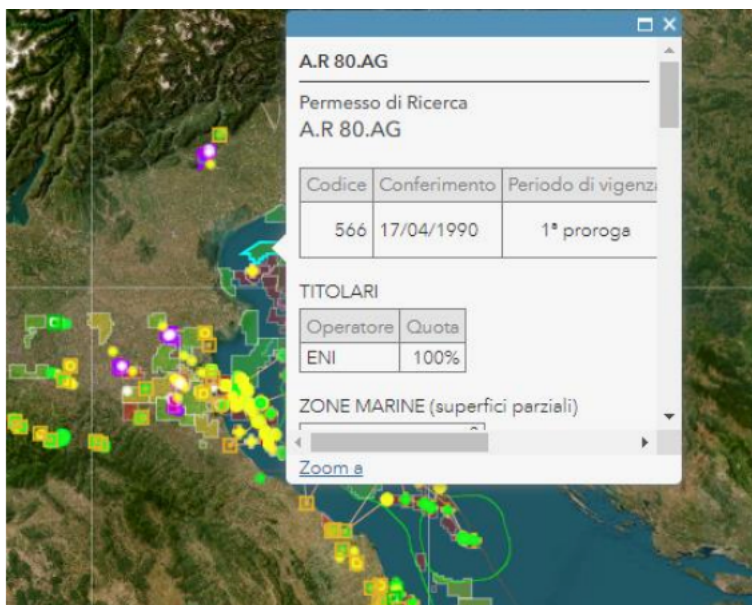 A.R 80.AG
Permesso di Ricerca
A.R 80.AG
Codice Conferimento Periodo di vigenza
566 17/04/1990 1ª proroga
TITOLARI
Operatore Quota
ENI 100%
ZONE MARINE (superfici parziali)
Zoom a